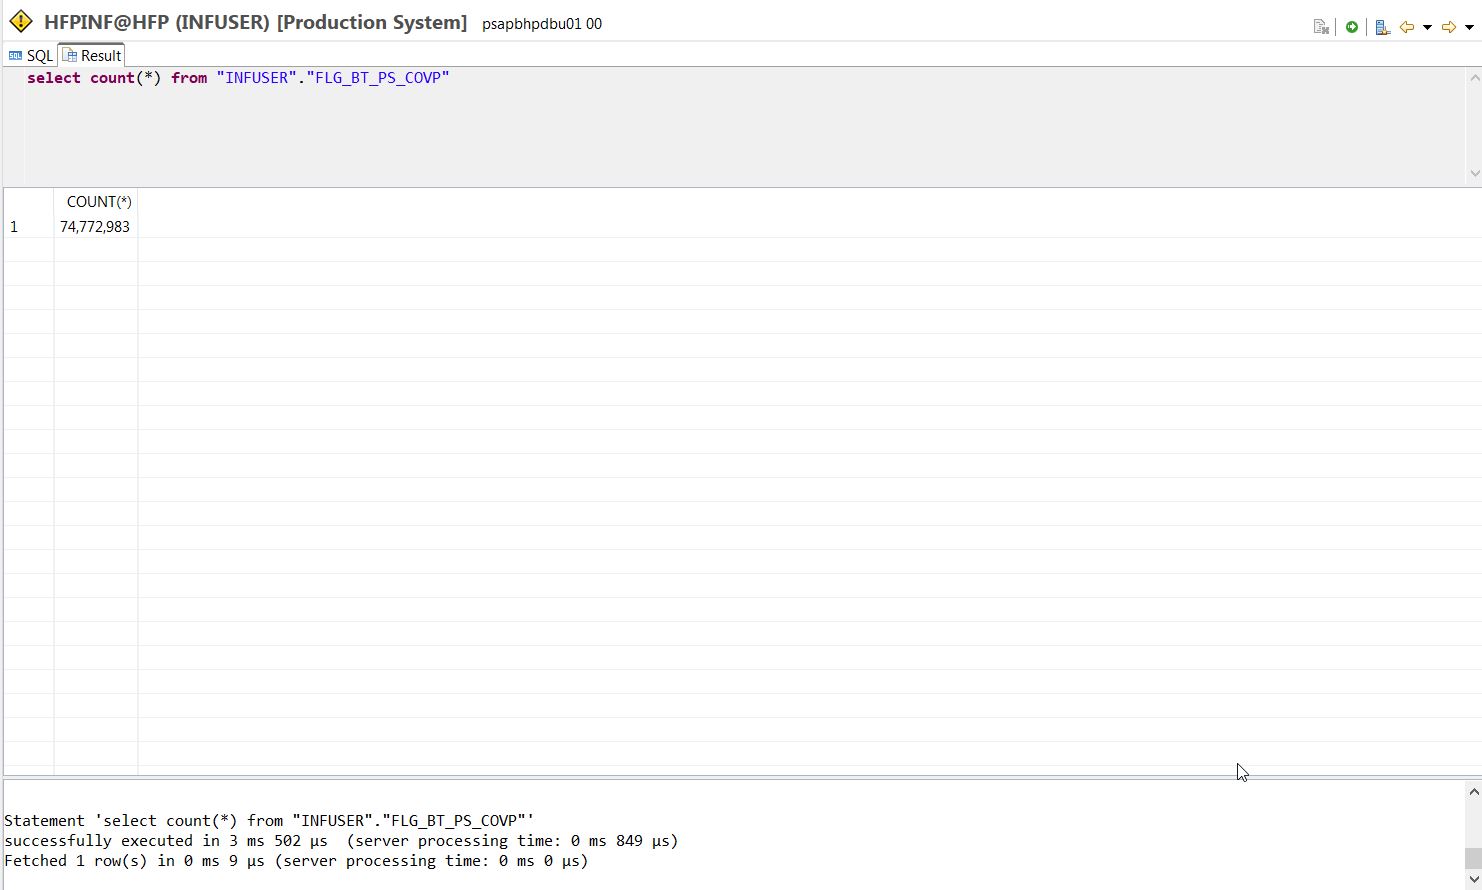 HFPINF@HFP (INFUSER) [Production System] psapbhpdbu01 00
SQL Result
select count(*) from "INFUSER"."FLG_BT_PS_COVP"
COUNT(*)
1 74,772,983
Statement 'select count(*) from "INFUSER"."FLG_BT_PS_COVP"'
successfully executed in 3 ms 502 µs (server processing time: 0 ms 849 µs)
Fetched 1 row(s) in 0 ms 9 µs (server processing time: 0 ms 0 µs)